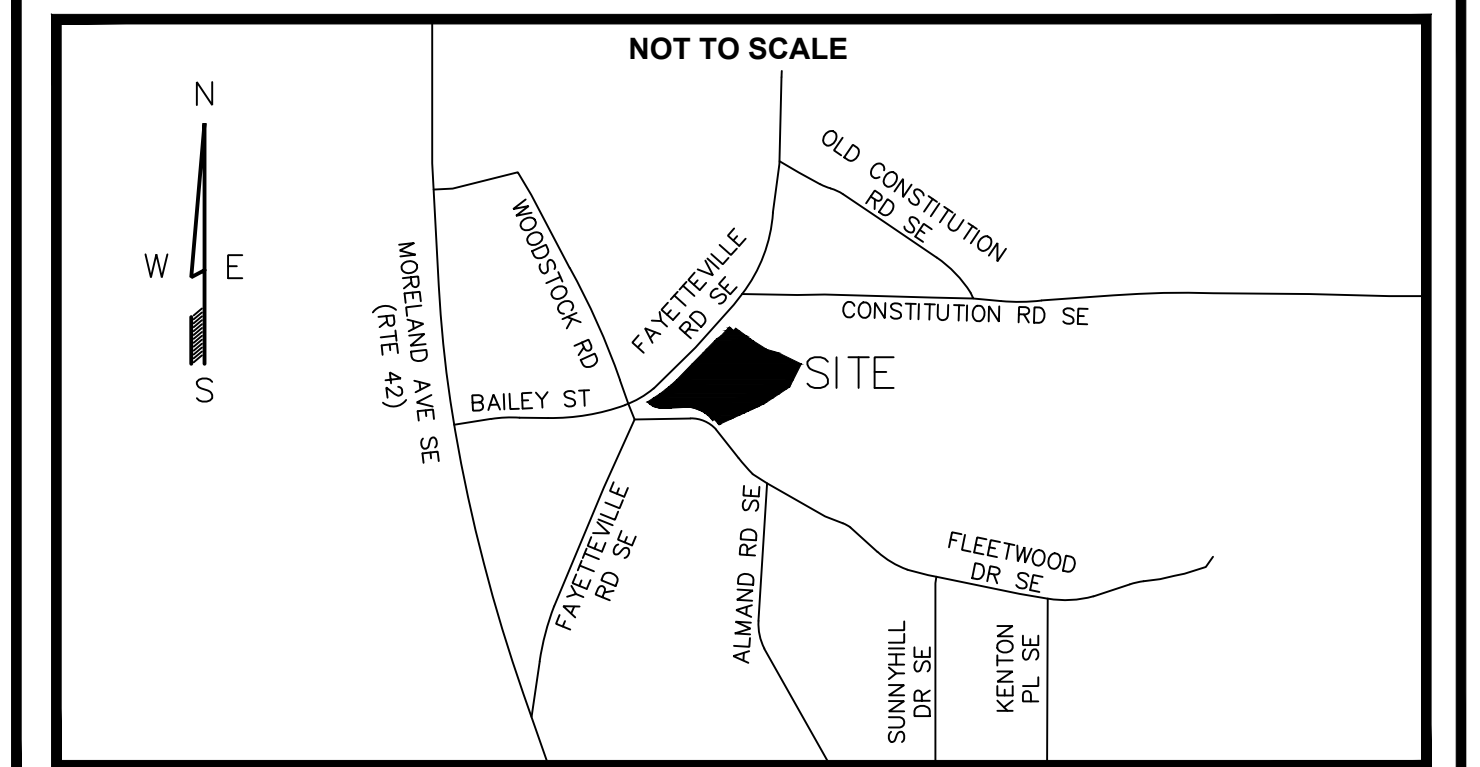 NOT TO SCALE
N
W
E
S
OLD CONSTITUTION
RD SE
WOODSTOCK RD
FAYETTEVILLE
RD SE
MORELAND AVE SE
(RTE 42)
CONSTITUTION RD SE
SITE
BAILEY ST
FAYETTEVILLE
RD SE
ALMAND RD SE
FLEETWOOD
DR SE
SUNNYHILL
DR SE
KENTON
PL SE